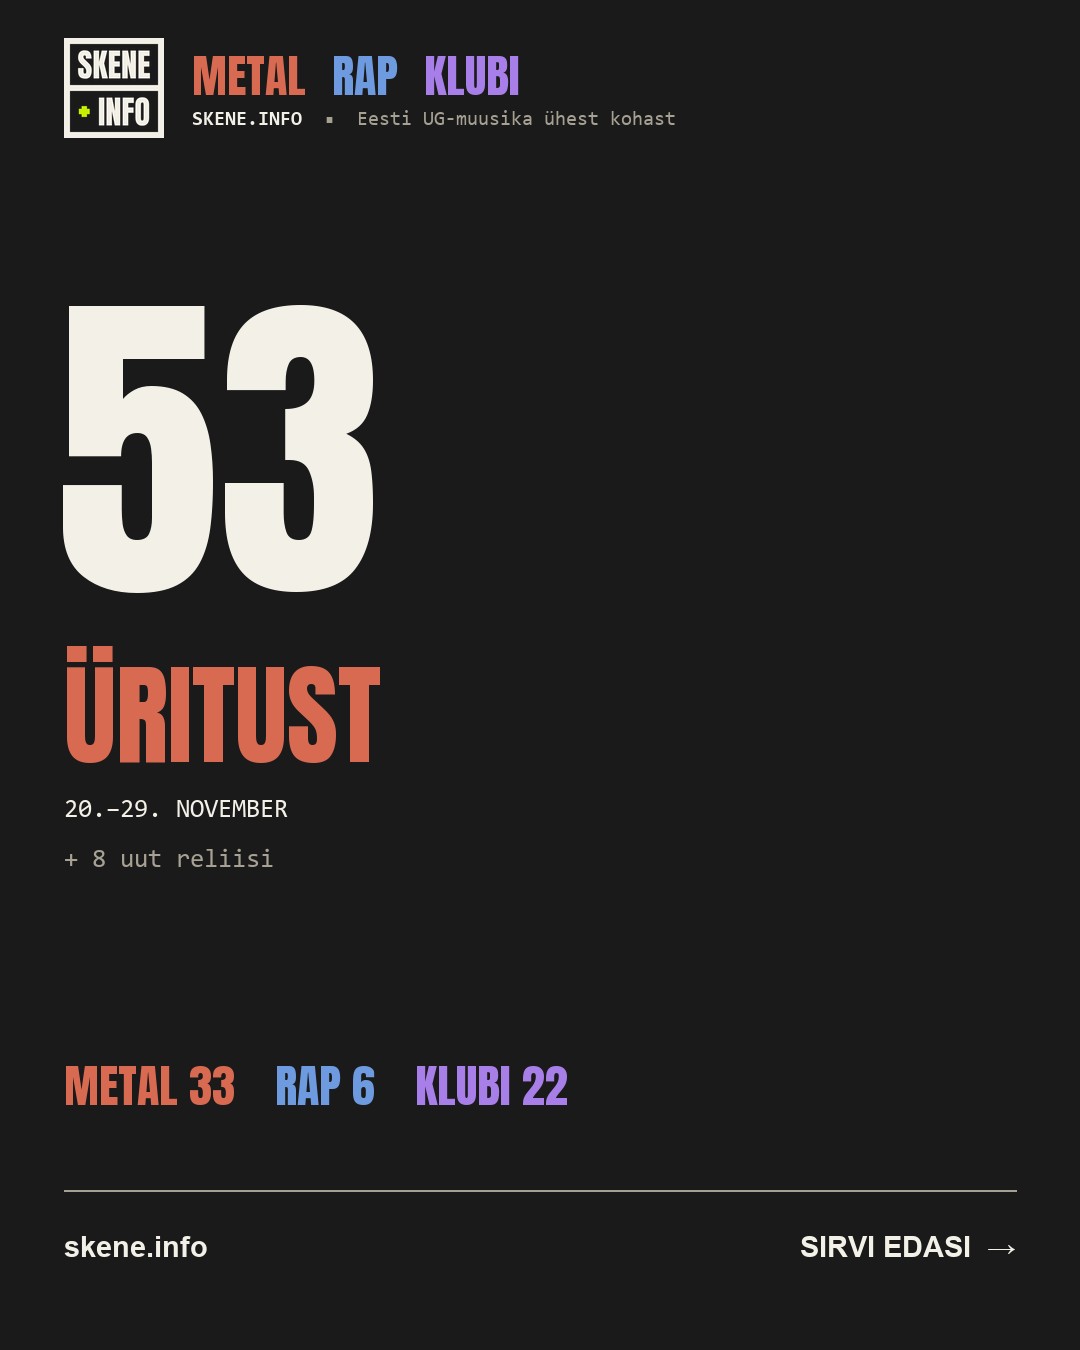 SKENE
INFO
METAL RAP KLUBI
SKENE.INFO ▪ Eesti UG-muusika ühest kohast
53
ÜRITUST
20.–29. NOVEMBER
+ 8 uut reliisi
METAL 33 RAP 6 KLUBI 22
skene.info
SIRVI EDASI →